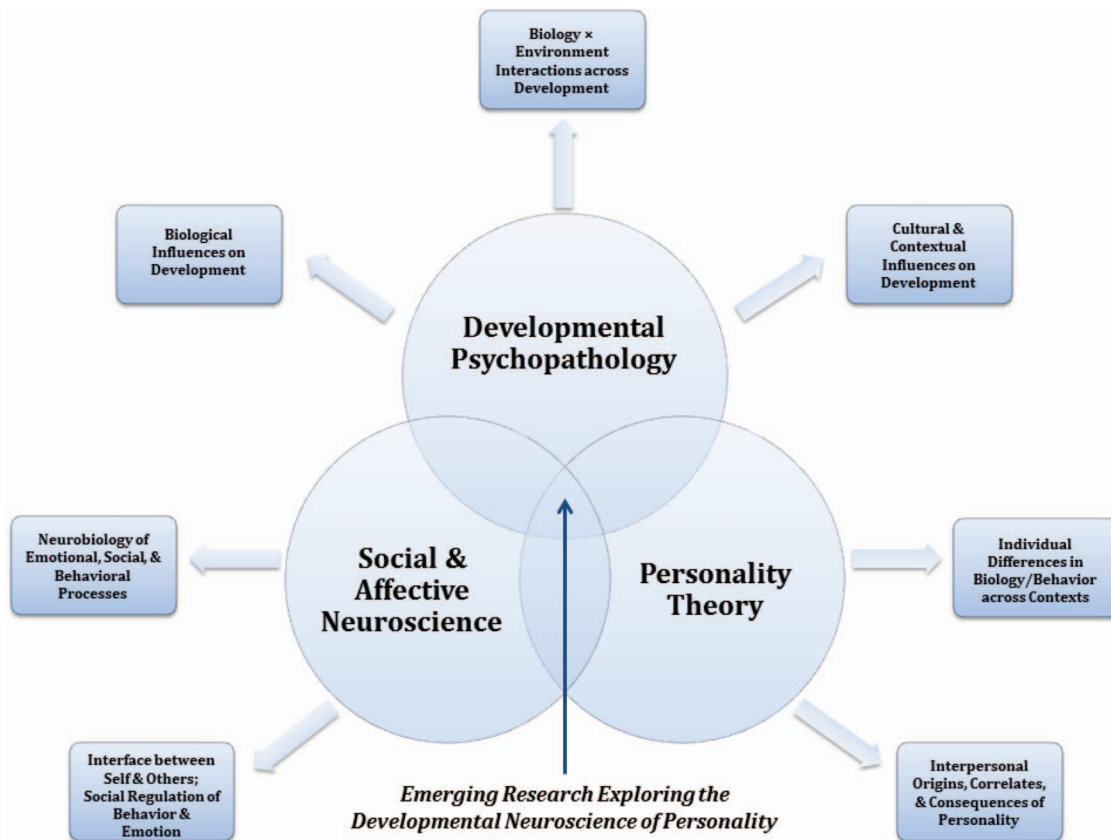 Biology ×
Environment
Interactions across
Development
Biological
Influences on
Development
Cultural &
Contextual
Influences on
Development
Developmental
Psychopathology
Neurobiology of
Emotional, Social, &
Behavioral
Processes
Social &
Affective
Neuroscience
Personality
Theory
Individual
Differences in
Biology/Behavior
across Contexts
Interface between
Self & Others;
Social Regulation of
Behavior &
Emotion
Emerging Research Exploring the
Developmental Neuroscience of Personality
Interpersonal
Origins, Correlates,
& Consequences of
Personality